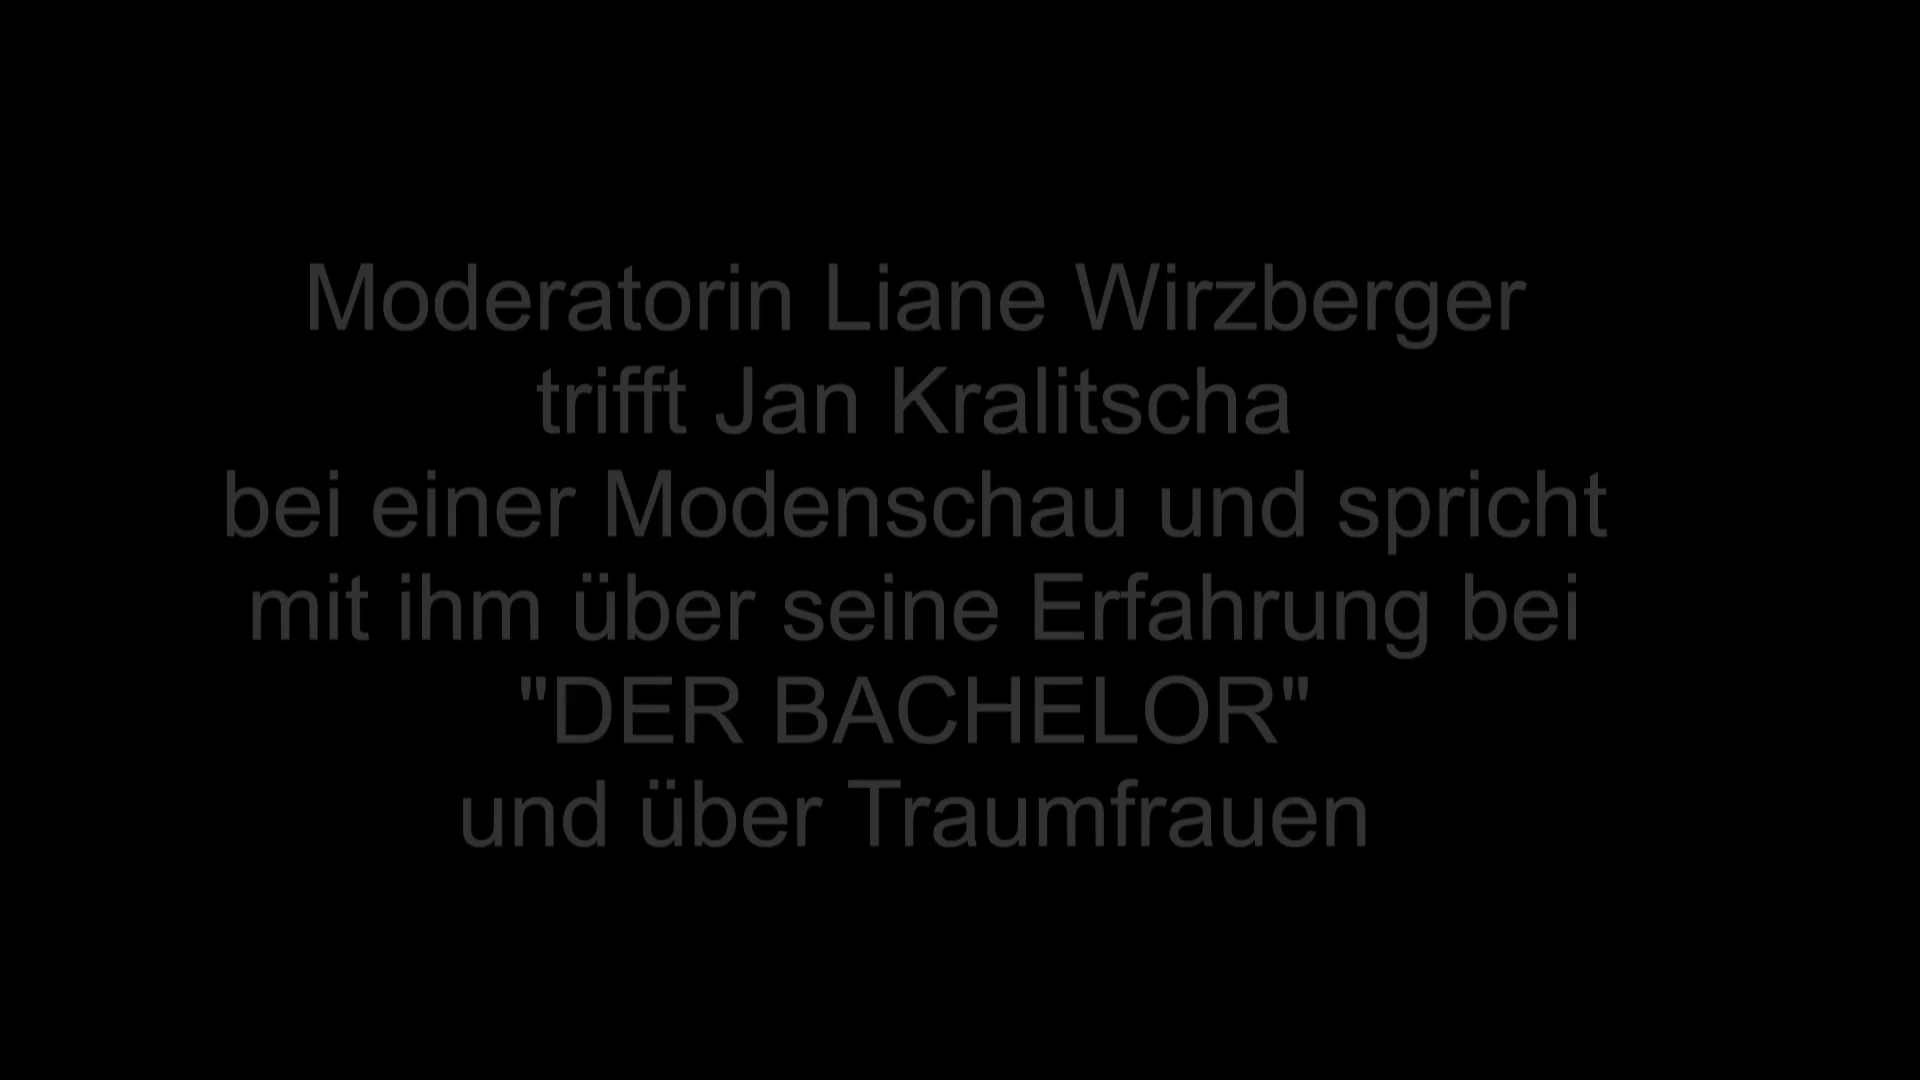 Moderatorin Liane Wirzberger
trifft Jan Kralitscha
bei einer Modenschau und spricht
mit ihm über seine Erfahrung bei
"DER BACHELOR"
und über Traumfrauen